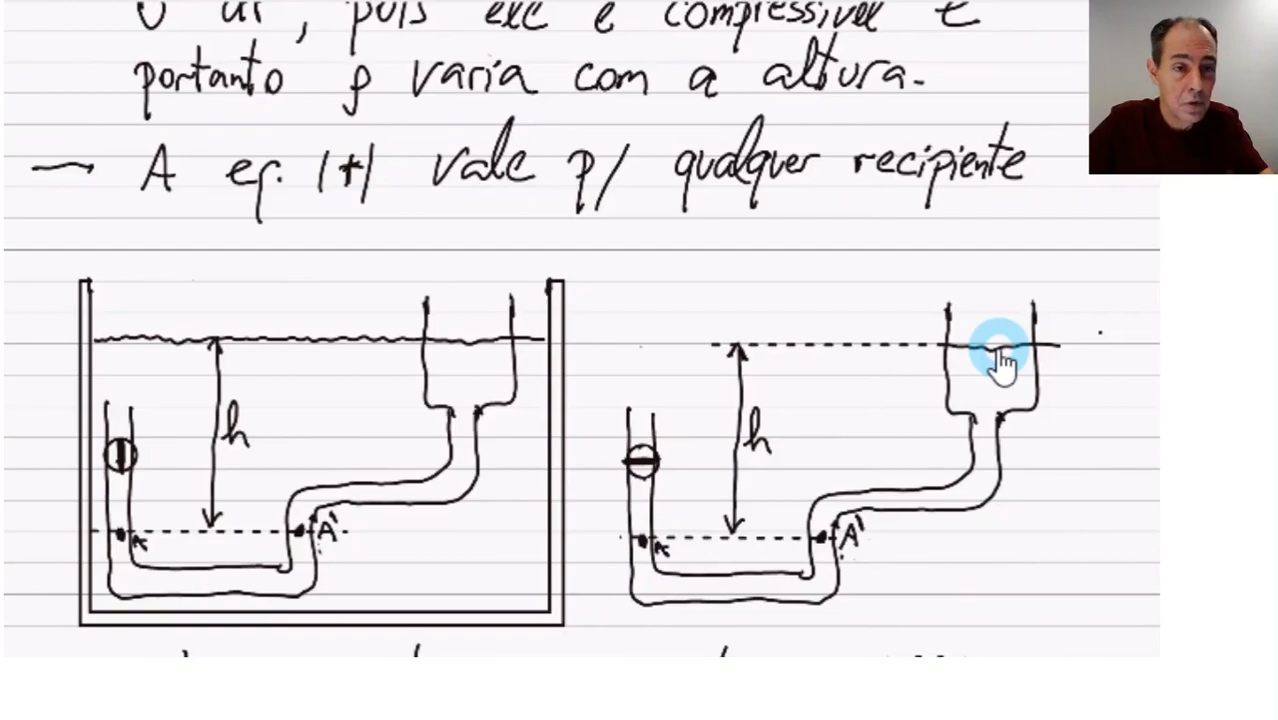 O ar, pois ele é compressível e
portanto ρ varia com a altura.
→ A eq. (*) vale p/ qualquer recipiente
h
A
A'
h
A
A'